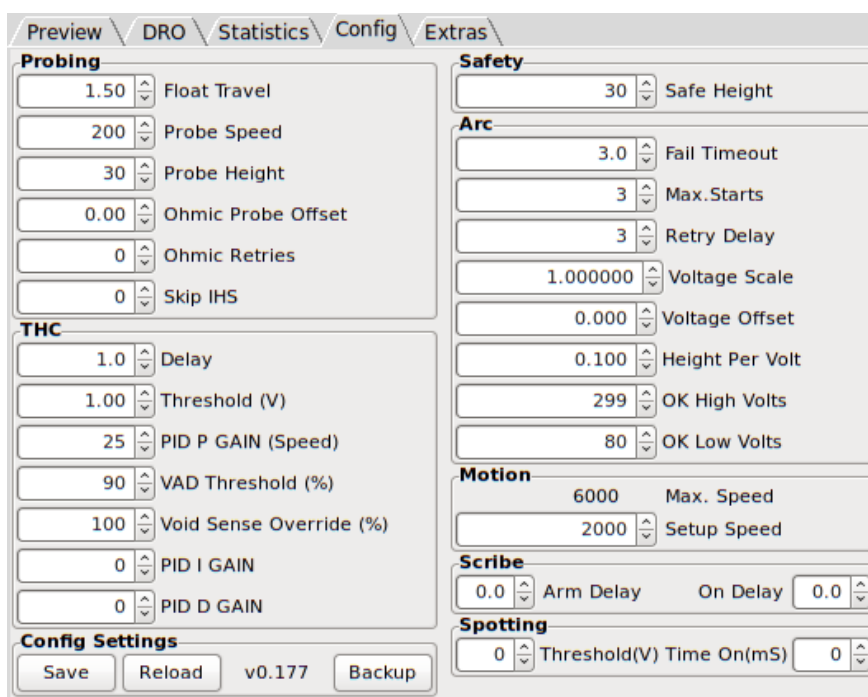 Preview DRO Statistics Config Extras
Probing
1.50 Float Travel
200 Probe Speed
30 Probe Height
0.00 Ohmic Probe Offset
0 Ohmic Retries
0 Skip IHS
THC
1.0 Delay
1.00 Threshold (V)
25 PID P GAIN (Speed)
90 VAD Threshold (%)
100 Void Sense Override (%)
0 PID I GAIN
0 PID D GAIN
Config Settings
Save Reload v0.177 Backup
Safety
30 Safe Height
Arc
3.0 Fail Timeout
3 Max.Starts
3 Retry Delay
1.000000 Voltage Scale
0.000 Voltage Offset
0.100 Height Per Volt
299 OK High Volts
80 OK Low Volts
Motion
6000 Max. Speed
2000 Setup Speed
Scribe
0.0 Arm Delay On Delay 0.0
Spotting
0 Threshold(V) Time On(mS) 0